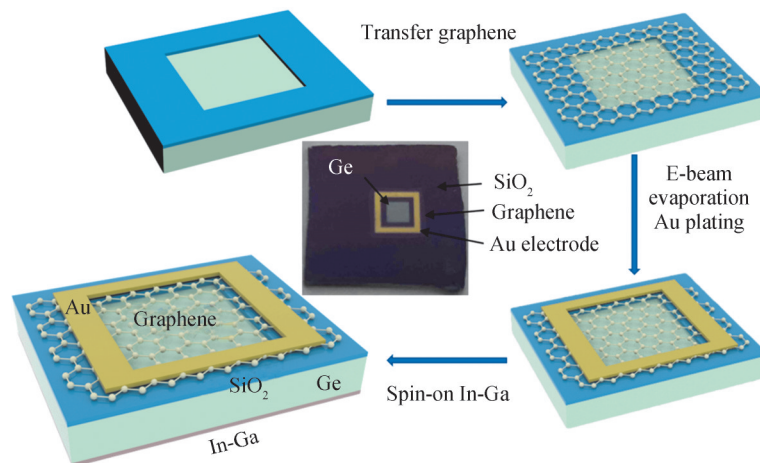 Transfer graphene
Ge
SiO₂
Graphene
Au electrode
E-beam
evaporation
Au plating
Au
Graphene
SiO₂
Ge
In-Ga
Spin-on In-Ga